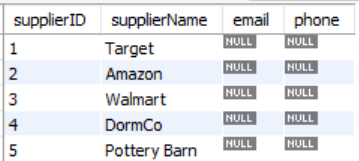 supplierID supplierName email phone
1 Target NULL NULL
2 Amazon NULL NULL
3 Walmart NULL NULL
4 DormCo NULL NULL
5 Pottery Barn NULL NULL